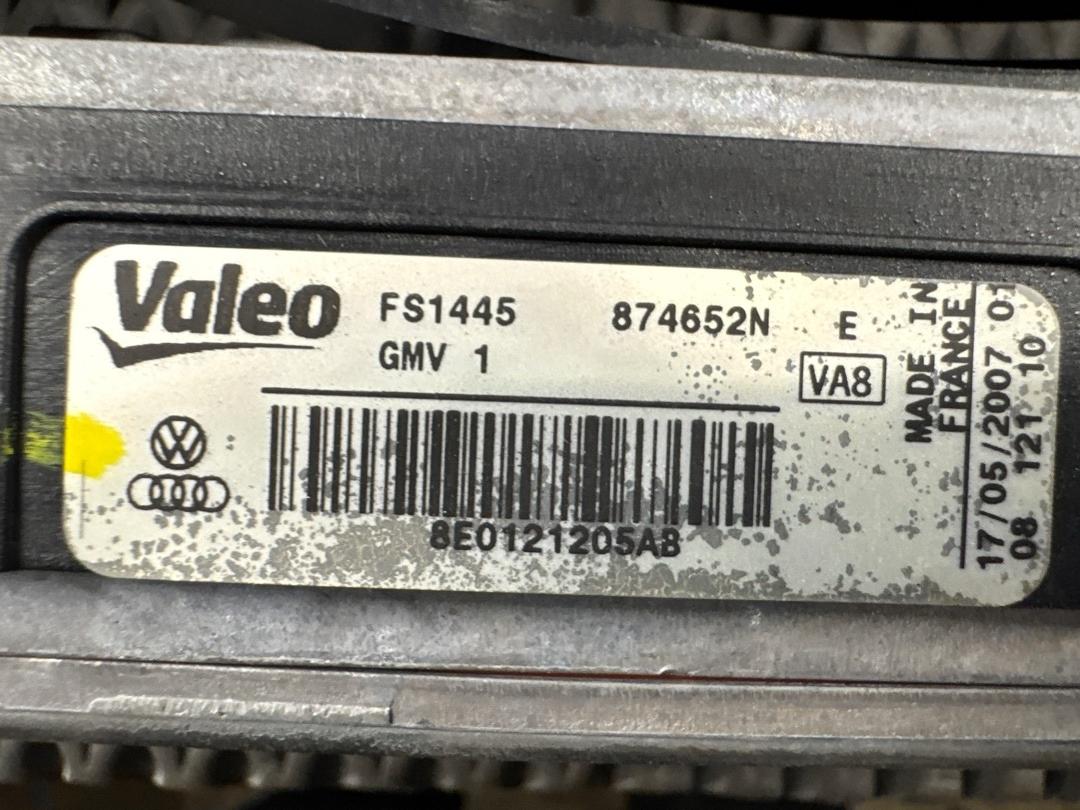 Valeo FS1445 874652N E
GMV 1 VA8
8E0121205AB
MADE IN
FRANCE
17/05/2007 01
08 121 10